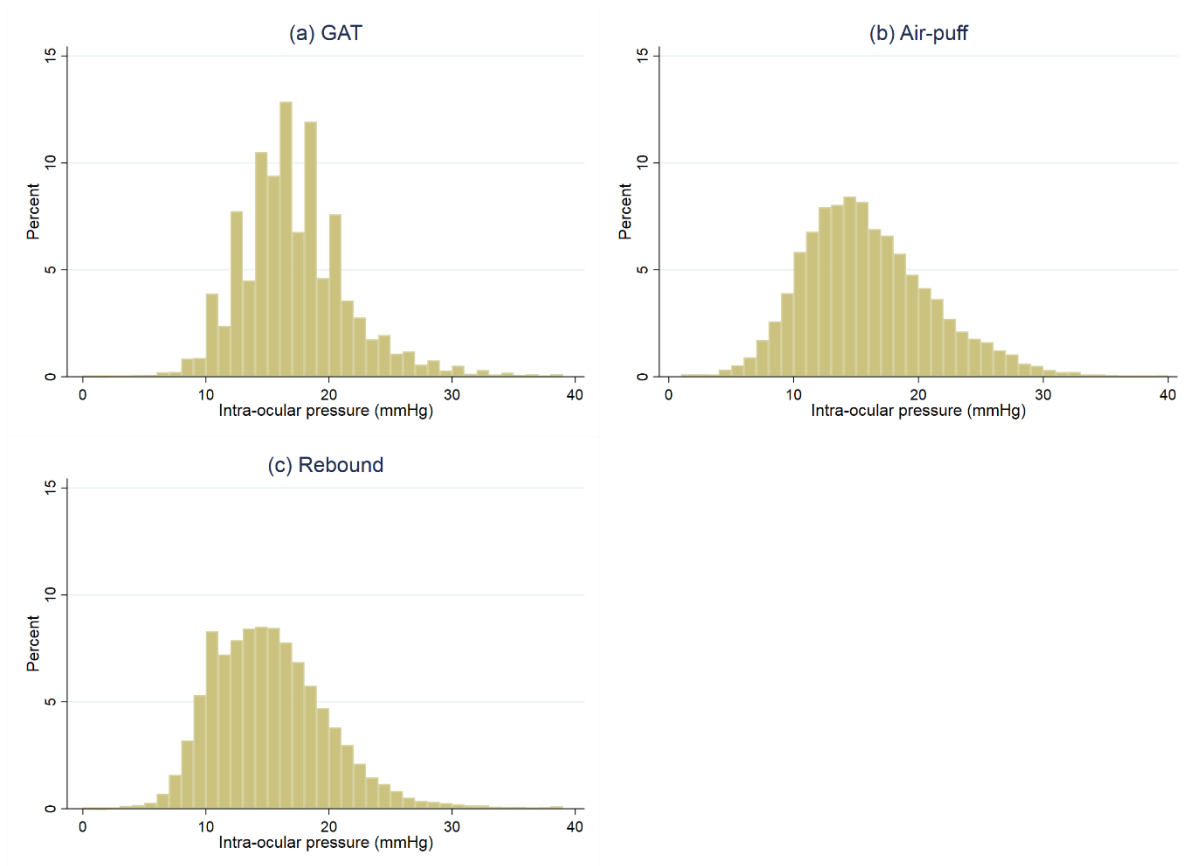 (a) GAT
15
10
5
0
Percent
0 10 20 30 40
Intra-ocular pressure (mmHg)
(b) Air-puff
15
10
5
0
Percent
0 10 20 30 40
Intra-ocular pressure (mmHg)
(c) Rebound
15
10
5
0
Percent
0 10 20 30 40
Intra-ocular pressure (mmHg)